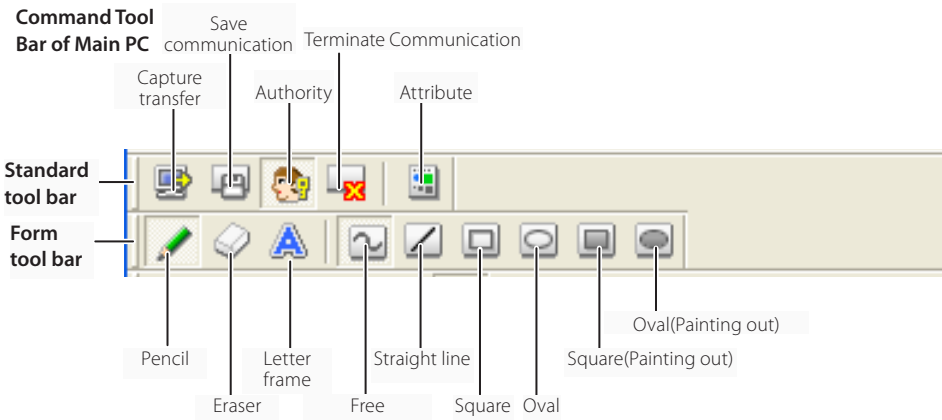 Command Tool
Bar of Main PC
Save
communication
Terminate Communication
Capture
transfer
Authority
Attribute
Standard
tool bar
Form
tool bar
Oval(Painting out)
Pencil
Letter
frame
Straight line
Square(Painting out)
Eraser
Free
Square
Oval